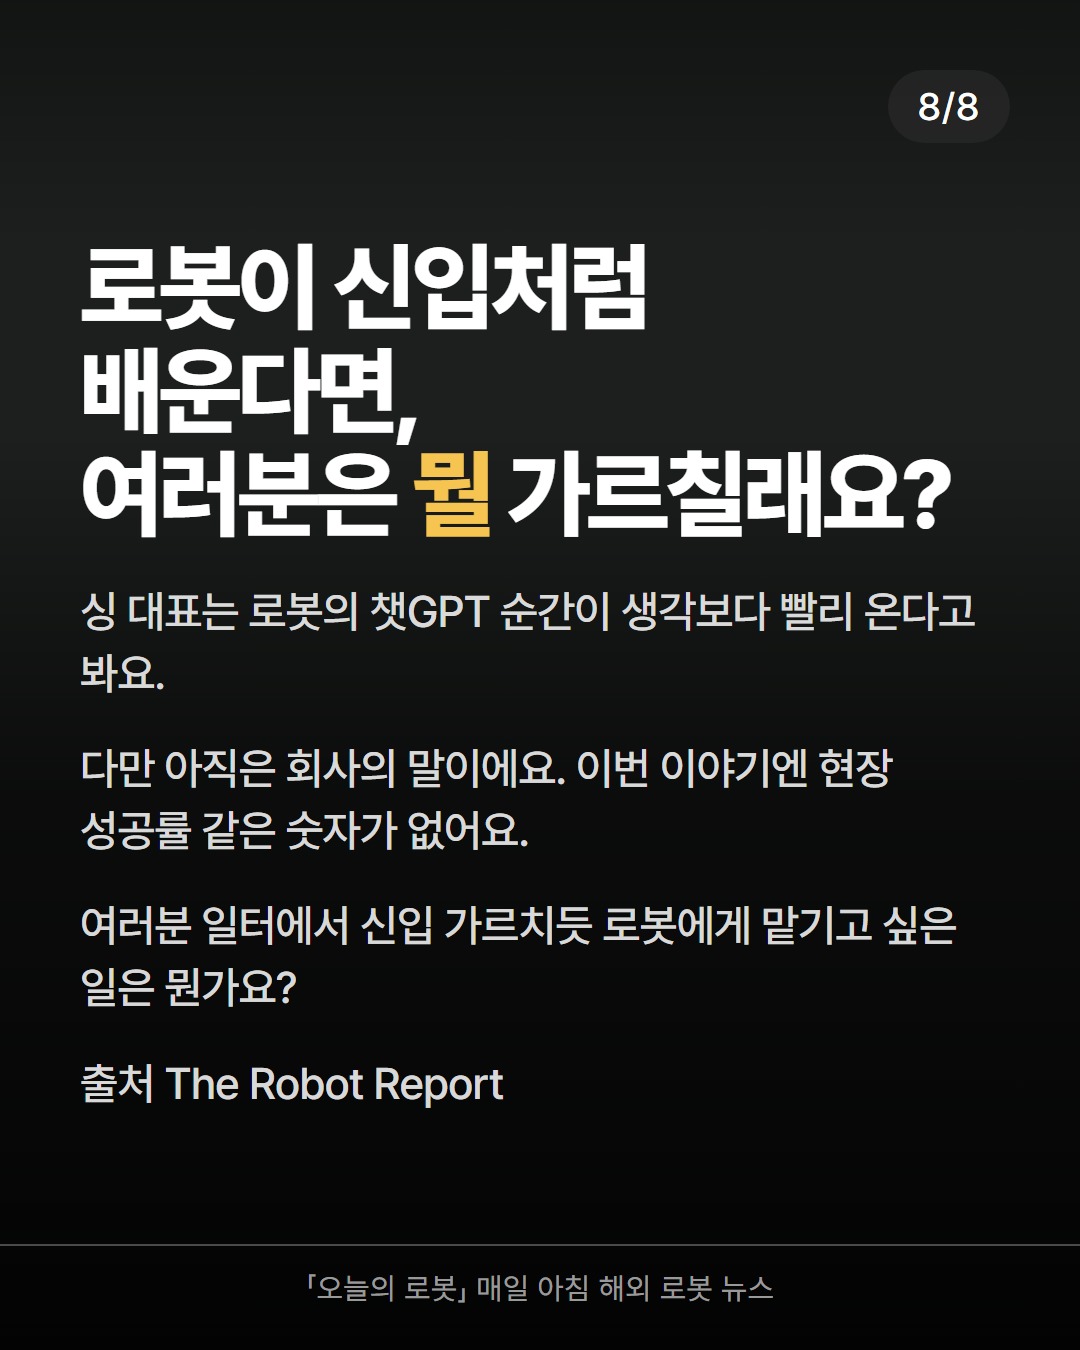 8/8
로봇이 신입처럼
배운다면,
여러분은 뭘 가르칠래요?
싱 대표는 로봇의 챗GPT 순간이 생각보다 빨리 온다고
봐요.
다만 아직은 회사의 말이에요. 이번 이야기엔 현장
성공률 같은 숫자가 없어요.
여러분 일터에서 신입 가르치듯 로봇에게 맡기고 싶은
일은 뭔가요?
출처 The Robot Report
「오늘의 로봇」 매일 아침 해외 로봇 뉴스